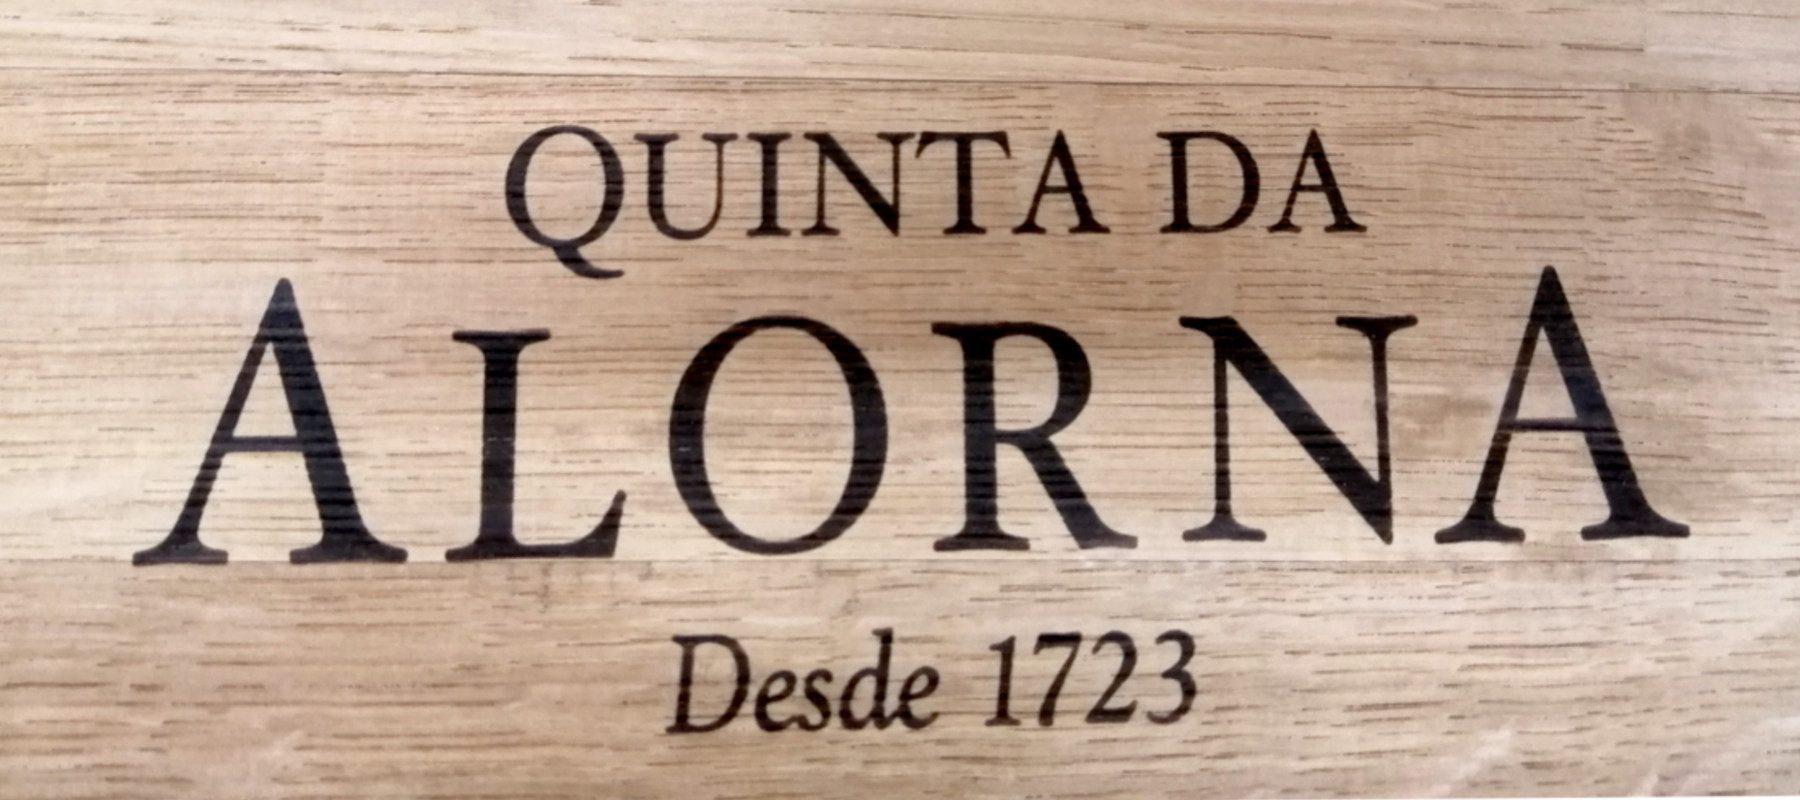 QUINTA DA
ALORNA
Desde 1723